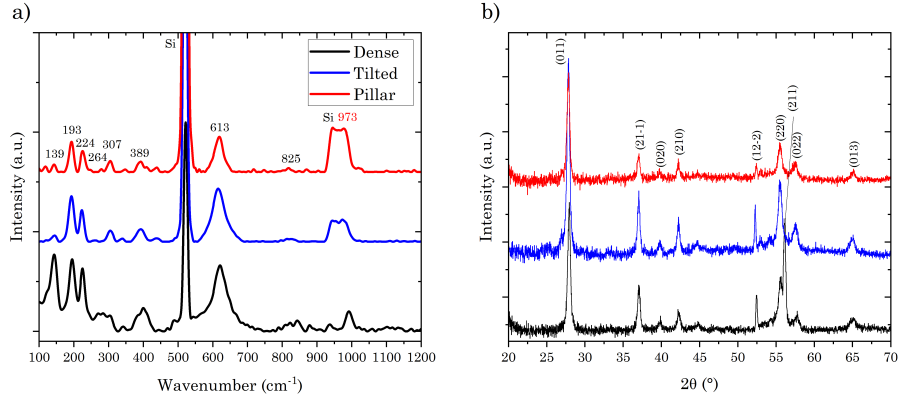 a)
Si
Dense
Tilted
Pillar
139
193
224
264
307
389
613
825
Si 973
Intensity (a.u.)
100 200 300 400 500 600 700 800 900 1000 1100 1200
Wavenumber (cm⁻¹)
b)
(011)
(21-1)
(020)
(210)
(12-2)
(220)
(211)
(022)
(013)
Intensity (a.u.)
20 25 30 35 40 45 50 55 60 65 70
2θ (°)